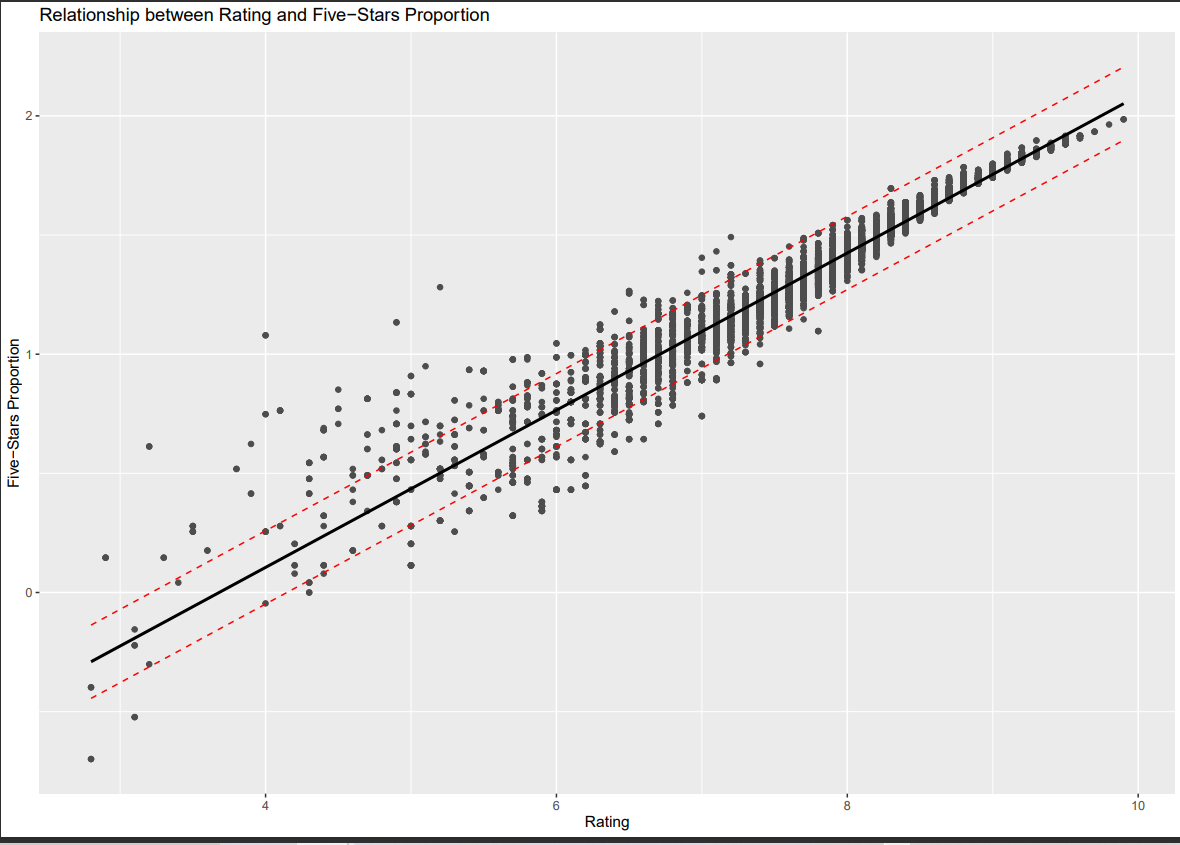 Relationship between Rating and Five−Stars Proportion
2
1
0
Five−Stars Proportion
4
6
8
10
Rating